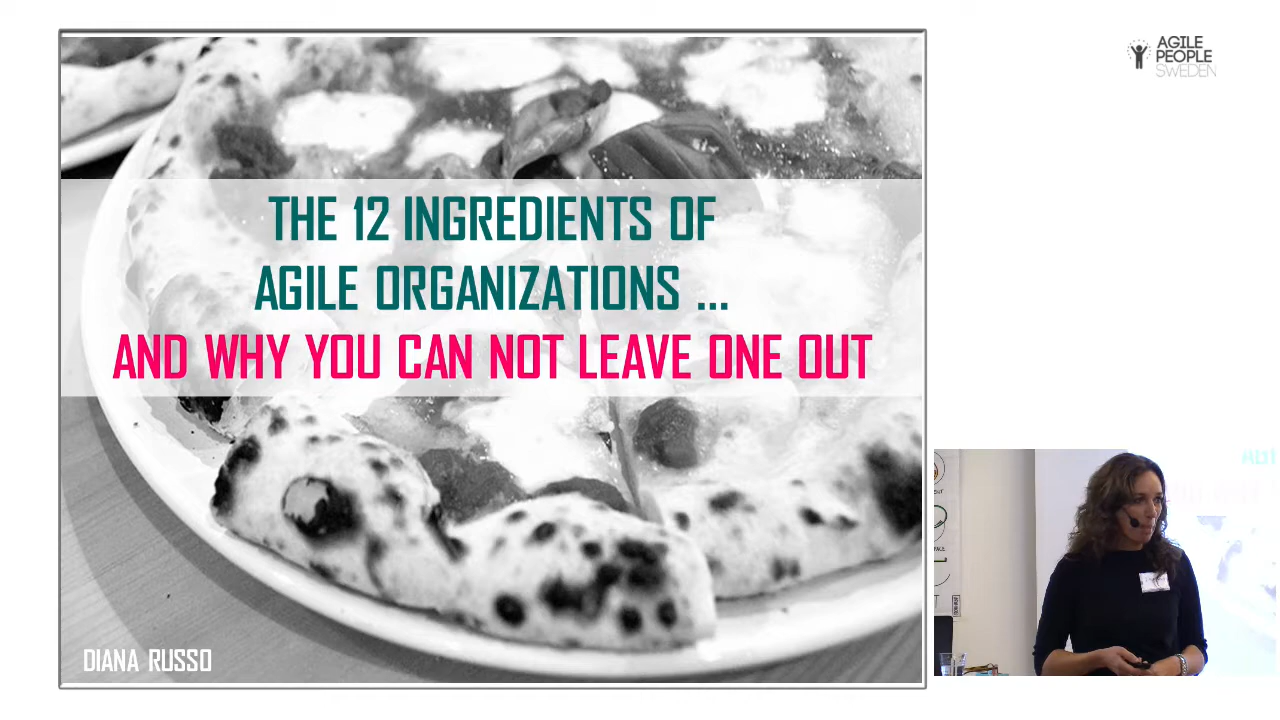 AGILE
PEOPLE
SWEDEN
THE 12 INGREDIENTS OF
AGILE ORGANIZATIONS ...
AND WHY YOU CAN NOT LEAVE ONE OUT
DIANA RUSSO